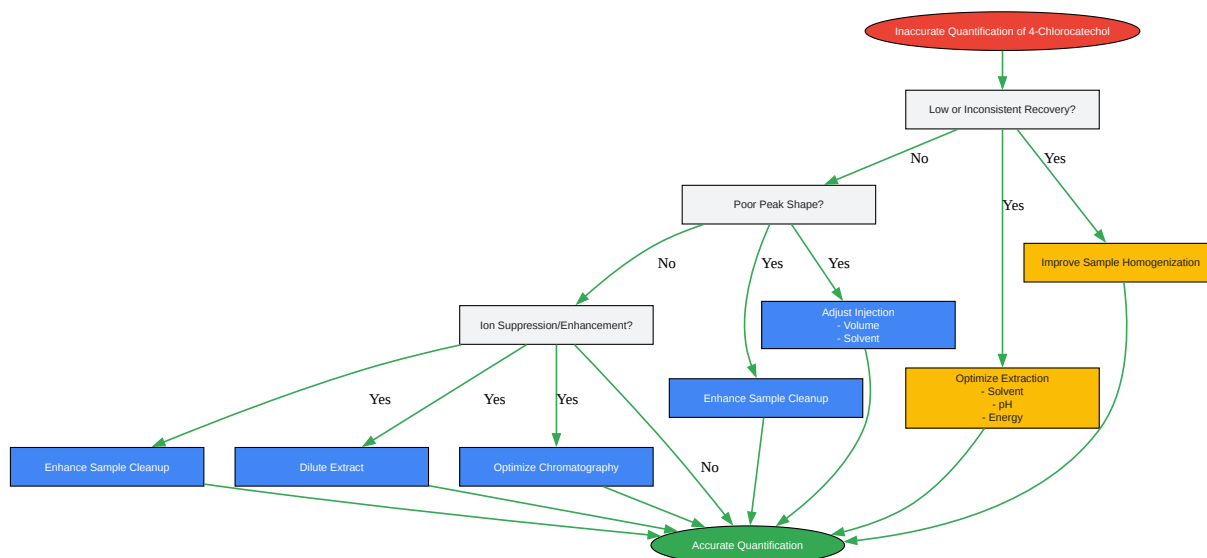 Inaccurate Quantification of 4-Chlorocatechol
Low or Inconsistent Recovery?
No
Yes
Yes
Poor Peak Shape?
Improve Sample Homogenization
No
Yes
Yes
Ion Suppression/Enhancement?
Adjust Injection
- Volume
- Solvent
Optimize Extraction
- Solvent
- pH
- Energy
Enhance Sample Cleanup
Yes
Yes
Yes
No
Enhance Sample Cleanup
Dilute Extract
Optimize Chromatography
Accurate Quantification